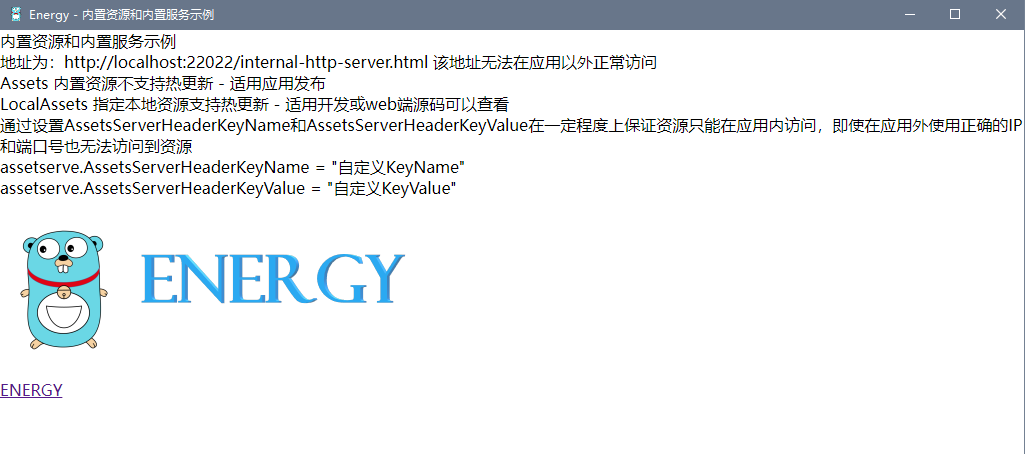 Energy - 内置资源和内置服务示例
内置资源和内置服务示例
地址为：http://localhost:22022/internal-http-server.html 该地址无法在应用以外正常访问
Assets 内置资源不支持热更新 - 适用应用发布
LocalAssets 指定本地资源支持热更新 - 适用开发或web端源码可以查看
通过设置AssetsServerHeaderKeyName和AssetsServerHeaderKeyValue在一定程度上保证资源只能在应用内访问，即使在应用外使用正确的IP
和端口号也无法访问到资源
assetserve.AssetsServerHeaderKeyName = "自定义KeyName"
assetserve.AssetsServerHeaderKeyValue = "自定义KeyValue"
ENERGY
ENERGY